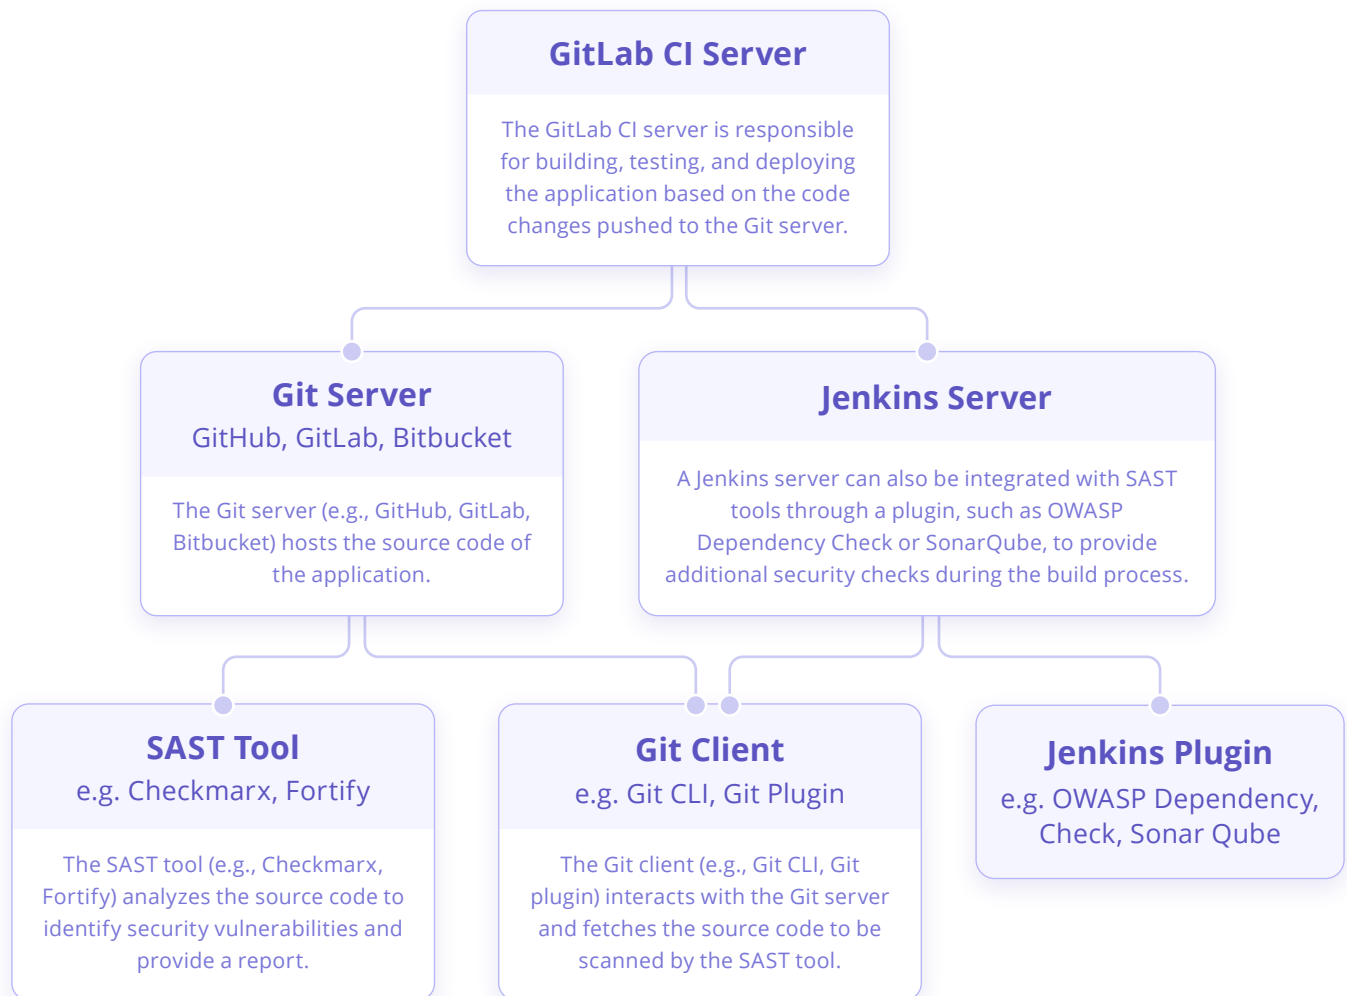 GitLab CI Server
The GitLab CI server is responsible
for building, testing, and deploying
the application based on the code
changes pushed to the Git server.
Git Server
GitHub, GitLab, Bitbucket
The Git server (e.g., GitHub, GitLab,
Bitbucket) hosts the source code of
the application.
Jenkins Server
A Jenkins server can also be integrated with SAST
tools through a plugin, such as OWASP
Dependency Check or SonarQube, to provide
additional security checks during the build process.
SAST Tool
e.g. Checkmarx, Fortify
The SAST tool (e.g., Checkmarx,
Fortify) analyzes the source code to
identify security vulnerabilities and
provide a report.
Git Client
e.g. Git CLI, Git Plugin
The Git client (e.g., Git CLI, Git
plugin) interacts with the Git server
and fetches the source code to be
scanned by the SAST tool.
Jenkins Plugin
e.g. OWASP Dependency,
Check, Sonar Qube